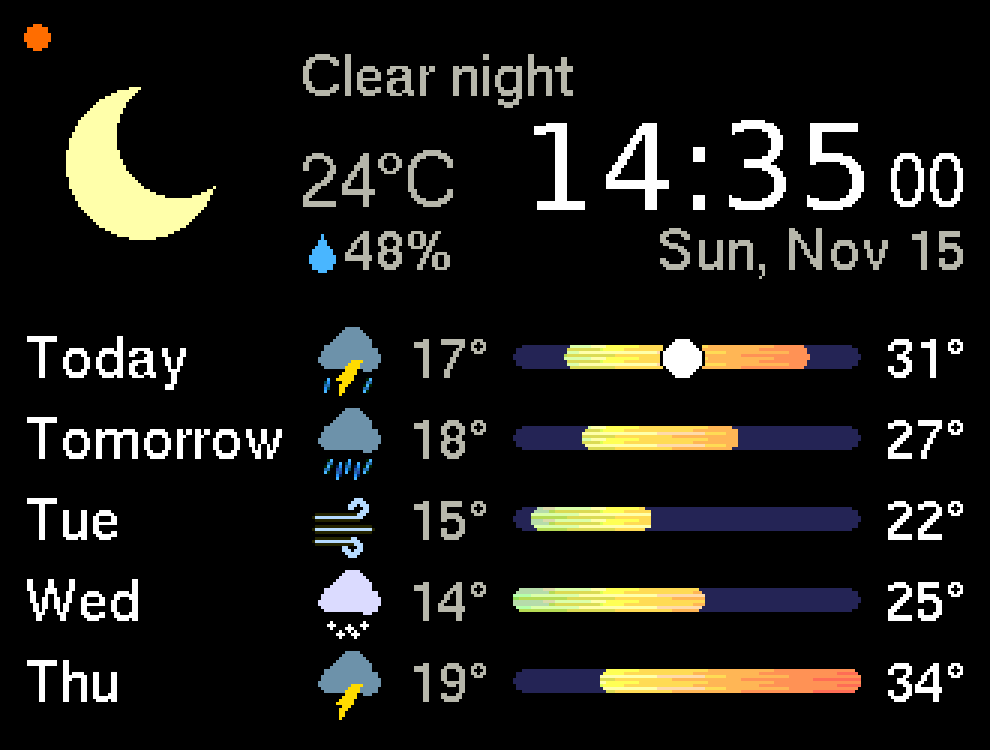 Clear night
24°C 14:35 00
48% Sun, Nov 15
Today 17° 31°
Tomorrow 18° 27°
Tue 15° 22°
Wed 14° 25°
Thu 19° 34°